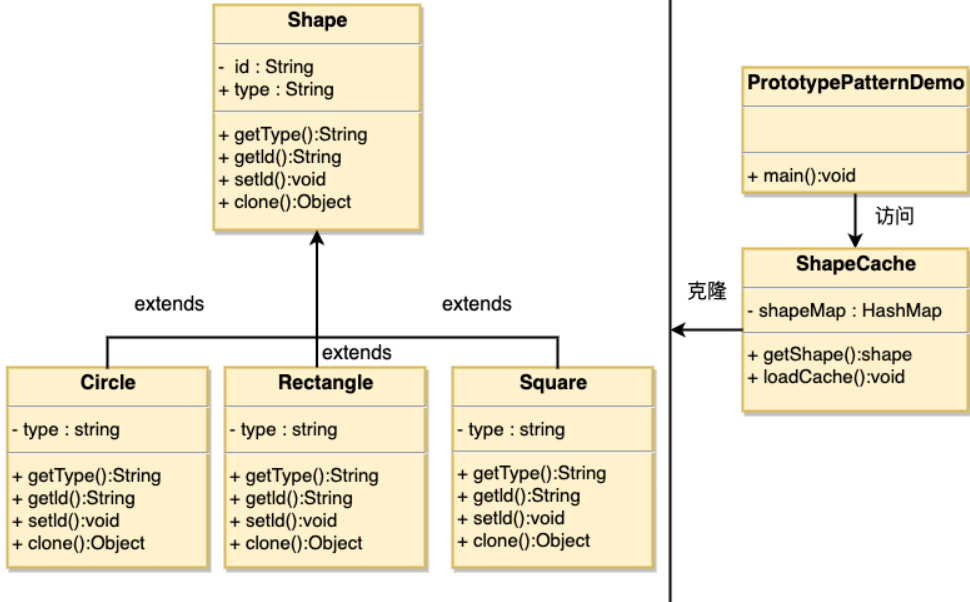 Shape
- id : String
+ type : String
+ getType():String
+ getId():String
+ setId():void
+ clone():Object
extends
extends
extends
Circle
- type : string
+ getType():String
+ getId():String
+ setId():void
+ clone():Object
Rectangle
- type : string
+ getType():String
+ getId():String
+ setId():void
+ clone():Object
Square
- type : string
+ getType():String
+ getId():String
+ setId():void
+ clone():Object
PrototypePatternDemo
+ main():void
访问
ShapeCache
- shapeMap : HashMap
+ getShape():shape
+ loadCache():void
克隆